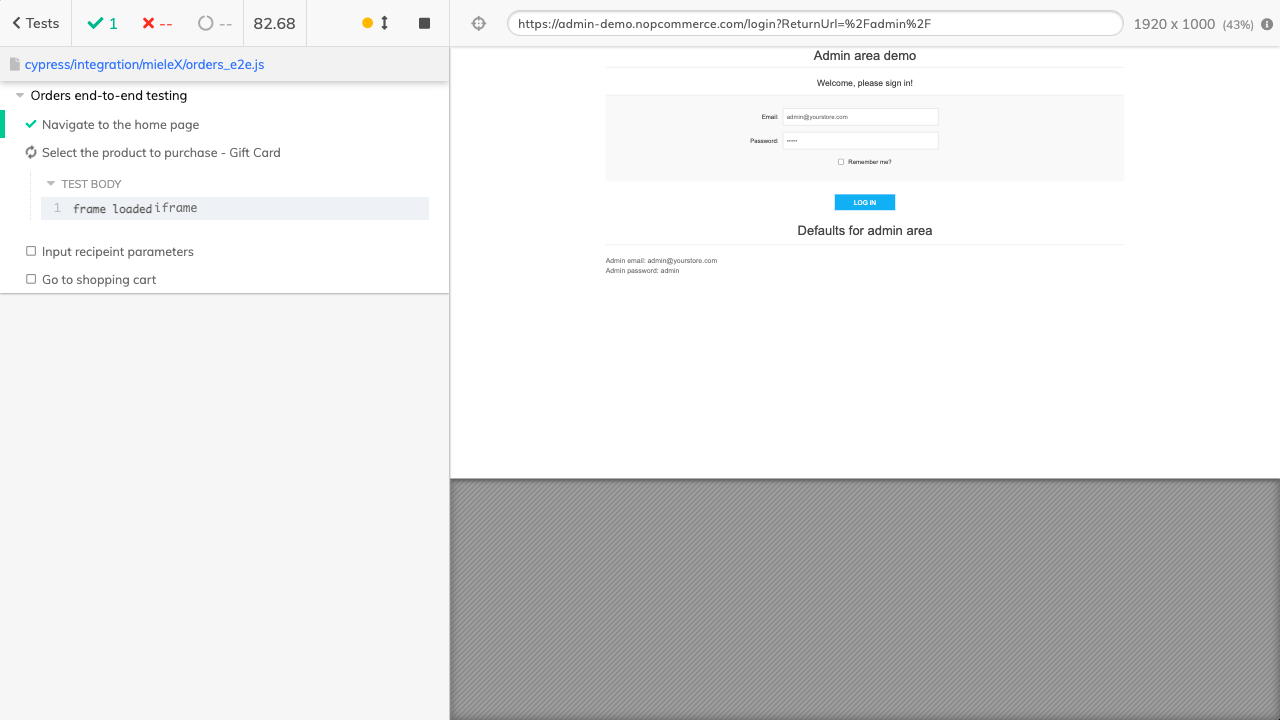 Tests
1
--
--
82.68
https://admin-demo.nopcommerce.com/login?ReturnUrl=%2Fadmin%2F
1920 x 1000 (43%)
cypress/integration/mieleX/orders_e2e.js
Orders end-to-end testing
Navigate to the home page
Select the product to purchase - Gift Card
TEST BODY
1 frame loaded iframe
Input recipeint parameters
Go to shopping cart
Admin area demo
Welcome, please sign in!
Email: admin@yourstore.com
Password: •••••
Remember me?
LOG IN
Defaults for admin area
Admin email: admin@yourstore.com
Admin password: admin